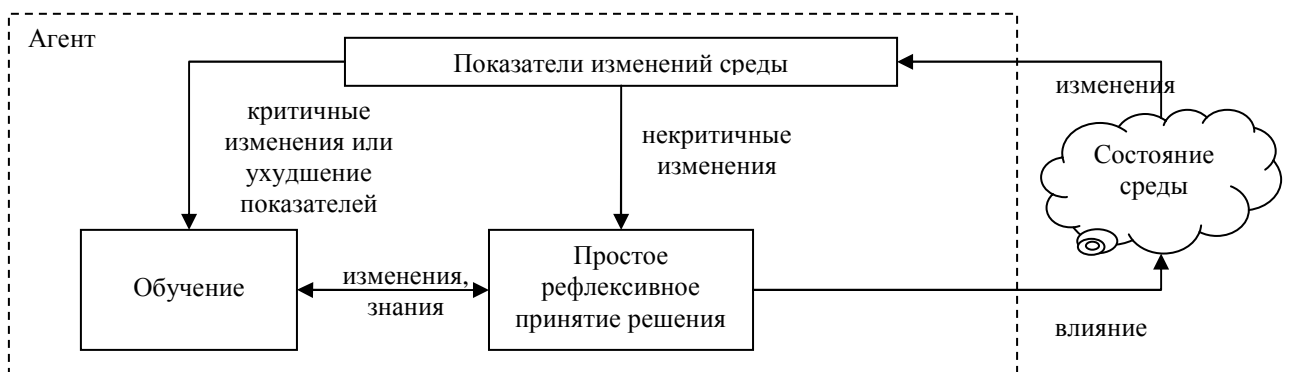 Агент
Показатели изменений среды
изменения
критичные
изменения или
ухудшение
показателей
некритичные
изменения
Состояние
среды
Обучение
изменения,
знания
Простое
рефлексивное
принятие решения
влияние